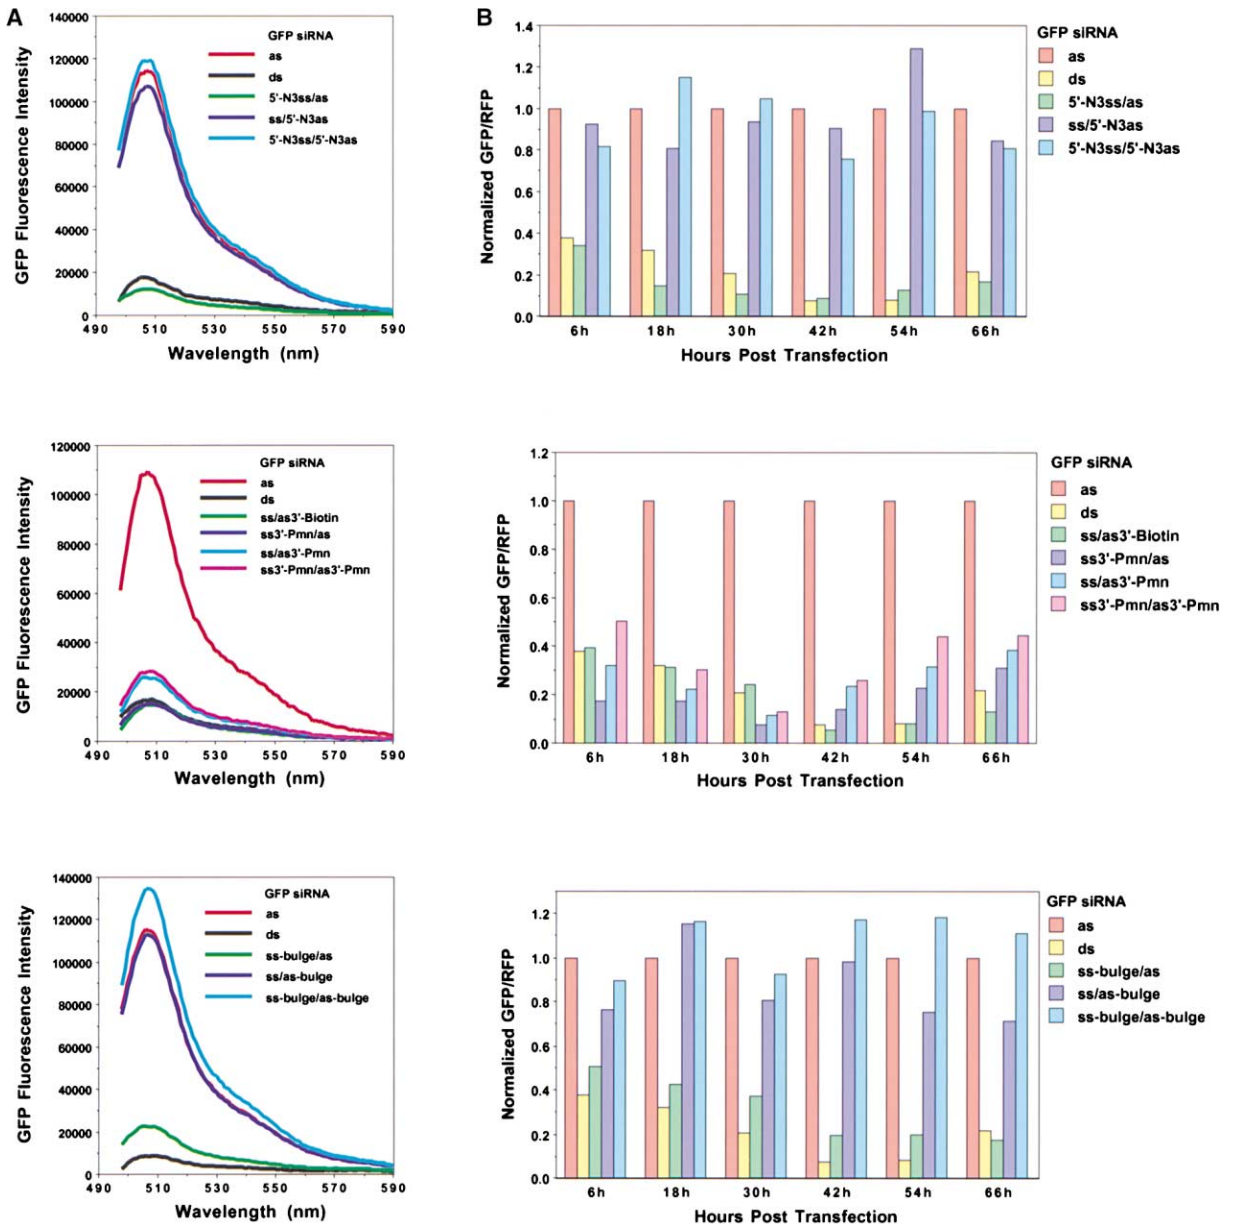 A
140000
120000
100000
80000
60000
40000
20000
0
490
510
530
550
570
590
GFP Fluorescence Intensity
Wavelength (nm)
GFP siRNA
as
ds
5'-N3ss/as
ss/5'-N3as
5'-N3ss/5'-N3as
B
1.4
1.2
1.0
0.8
0.6
0.4
0.2
0.0
6h
18h
30h
42h
54h
66h
Normalized GFP/RFP
Hours Post Transfection
GFP siRNA
as
ds
5'-N3ss/as
ss/5'-N3as
5'-N3ss/5'-N3as
120000
100000
80000
60000
40000
20000
0
490
510
530
550
570
590
GFP Fluorescence Intensity
Wavelength (nm)
GFP siRNA
as
ds
ss/as3'-Biotin
ss3'-Pmn/as
ss/as3'-Pmn
ss3'-Pmn/as3'-Pmn
1.2
1.0
0.8
0.6
0.4
0.2
0.0
6h
18h
30h
42h
54h
66h
Normalized GFP/RFP
Hours Post Transfection
GFP siRNA
as
ds
ss/as3'-Biotin
ss3'-Pmn/as
ss/as3'-Pmn
ss3'-Pmn/as3'-Pmn
140000
120000
100000
80000
60000
40000
20000
0
490
510
530
550
570
590
GFP Fluorescence Intensity
Wavelength (nm)
GFP siRNA
as
ds
ss-bulge/as
ss/as-bulge
ss-bulge/as-bulge
1.2
1.0
0.8
0.6
0.4
0.2
0.0
6h
18h
30h
42h
54h
66h
Normalized GFP/RFP
Hours Post Transfection
GFP siRNA
as
ds
ss-bulge/as
ss/as-bulge
ss-bulge/as-bulge